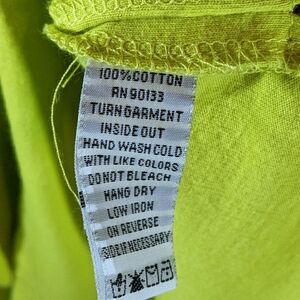 100% COTTON
RN 90133
TURN GARMENT
INSIDE OUT
HAND WASH COLD
WITH LIKE COLORS
DO NOT BLEACH
HANG DRY
LOW IRON
ON REVERSE
SIDE IF NECESSARY